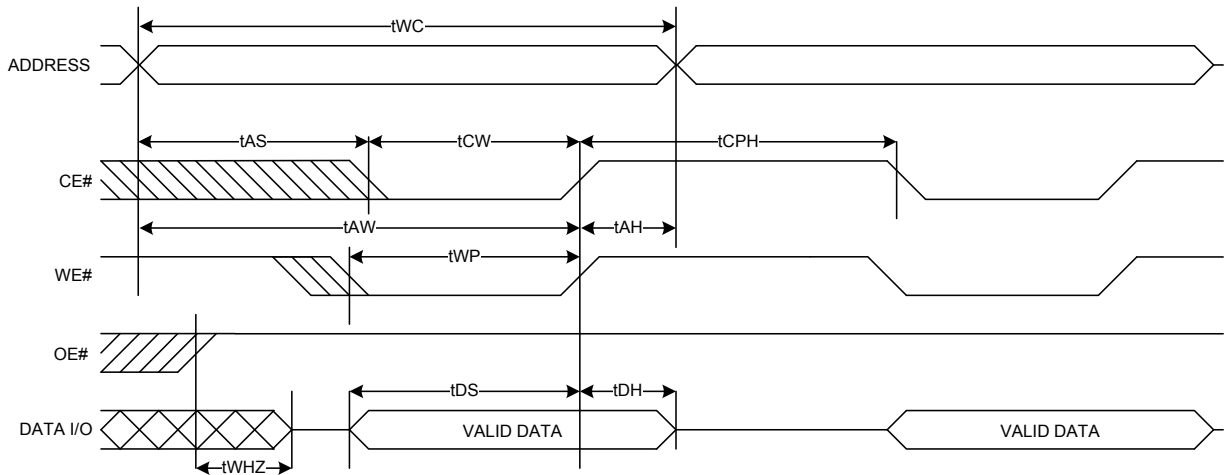 tWC
ADDRESS
tAS
tCW
tCPH
CE#
tAW
tAH
tWP
WE#
OE#
tDS
tDH
DATA I/O
VALID DATA
VALID DATA
tWHZ